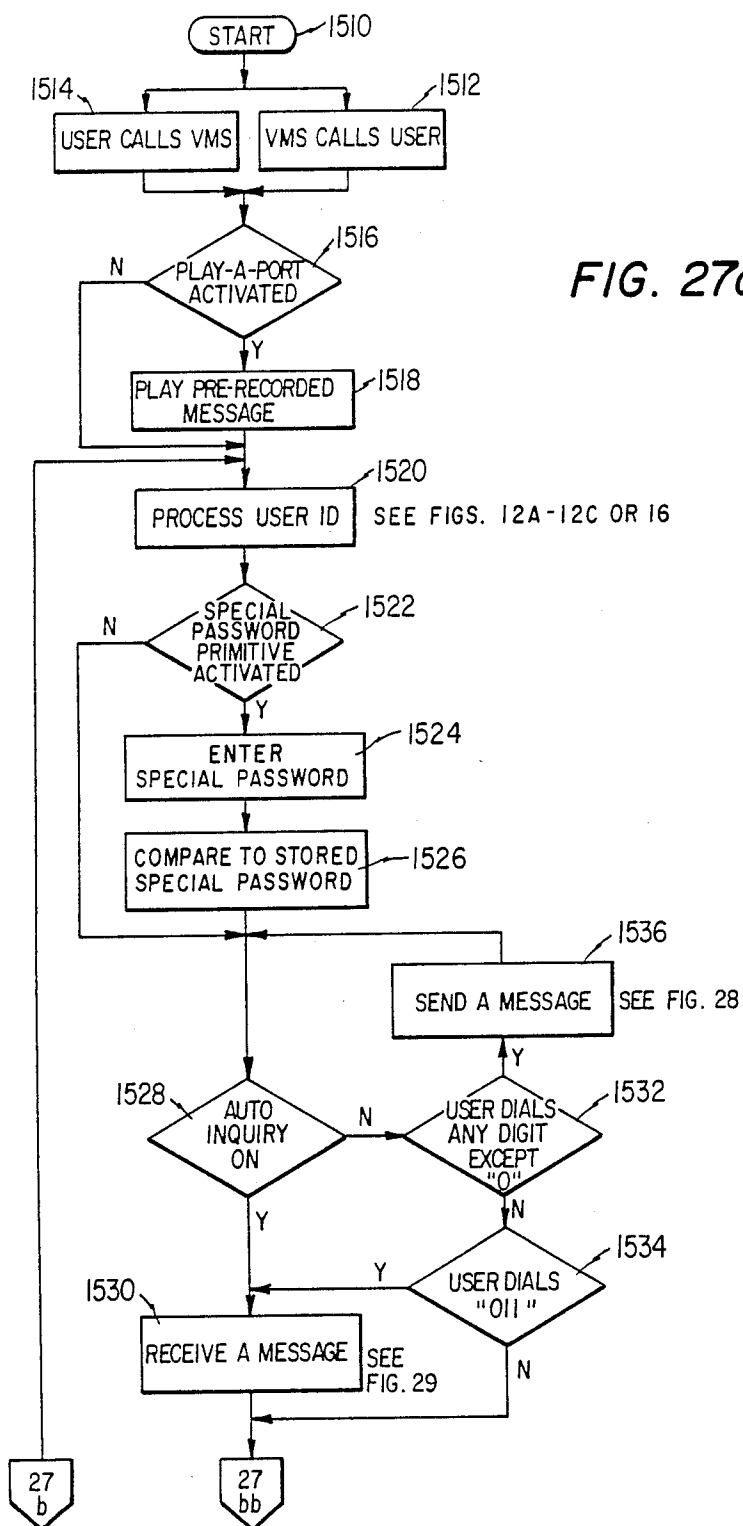 START
1510
1514
1512
USER CALLS VMS
VMS CALLS USER
1516
N
PLAY-A-PORT
ACTIVATED
FIG. 27a
Y
PLAY PRE-RECORDED
MESSAGE
1518
1520
PROCESS USER ID
SEE FIGS. 12A-12C OR 16
N
SPECIAL
PASSWORD
PRIMITIVE
ACTIVATED
1522
Y
1524
ENTER
SPECIAL PASSWORD
COMPARE TO STORED
SPECIAL PASSWORD
1526
1536
SEND A MESSAGE
SEE FIG. 28
Y
1528
AUTO
INQUIRY
ON
N
USER DIALS
ANY DIGIT
EXCEPT
"0"
1532
Y
N
1534
Y
USER DIALS
"011"
1530
RECEIVE A MESSAGE
SEE
FIG. 29
N
27
b
27
bb